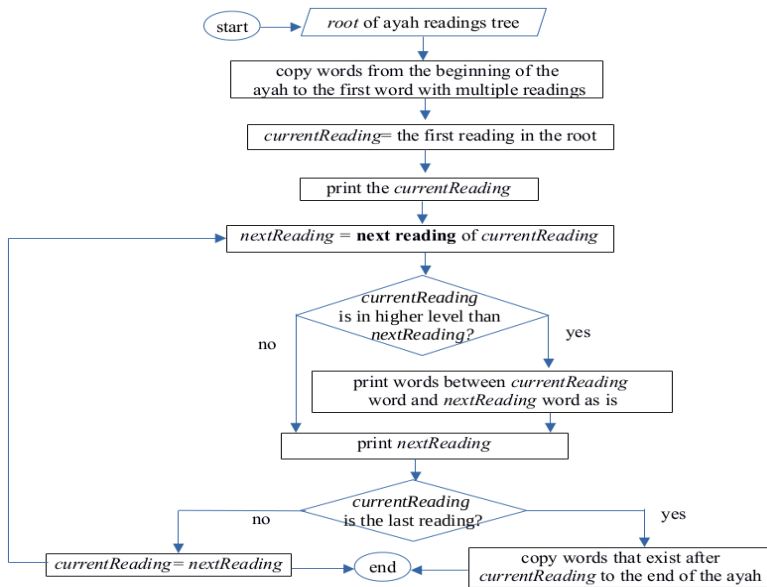 start
root of ayah readings tree
copy words from the beginning of the
ayah to the first word with multiple readings
currentReading= the first reading in the root
print the currentReading
nextReading = next reading of currentReading
currentReading
is in higher level than
nextReading?
no
yes
print words between currentReading
word and nextReading word as is
print nextReading
currentReading
is the last reading?
no
yes
currentReading= nextReading
end
copy words that exist after
currentReading to the end of the ayah